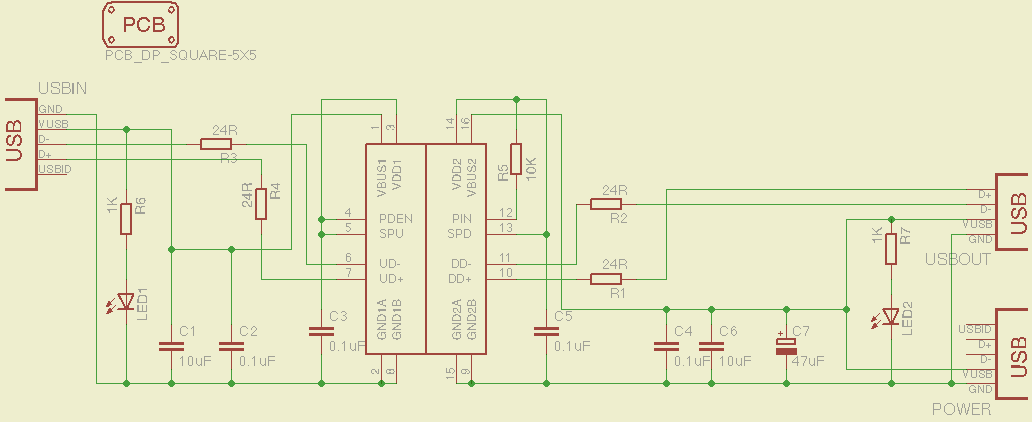 PCB
PCB_DP_SQUARE-5X5
USBIN
USB
GND
VUSB
D-
D+
USBID
24R
R3
24R
R4
1K
R6
LED1
C1
10uF
C2
0.1uF
C3
0.1uF
1
3
VBUS1
VDD1
4
PDEN
5
SPU
6
UD-
7
UD+
GND1A
GND1B
2
8
14
16
VDD2
VBUS2
PIN
12
SPD
13
DD-
11
DD+
10
GND2A
GND2B
15
9
R5
10K
24R
R2
24R
R1
C5
0.1uF
C4
0.1uF
C6
10uF
+
C7
47uF
1K
R7
LED2
D+
D-
VUSB
GND
USB
USBOUT
USBID
D+
D-
VUSB
GND
USB
POWER